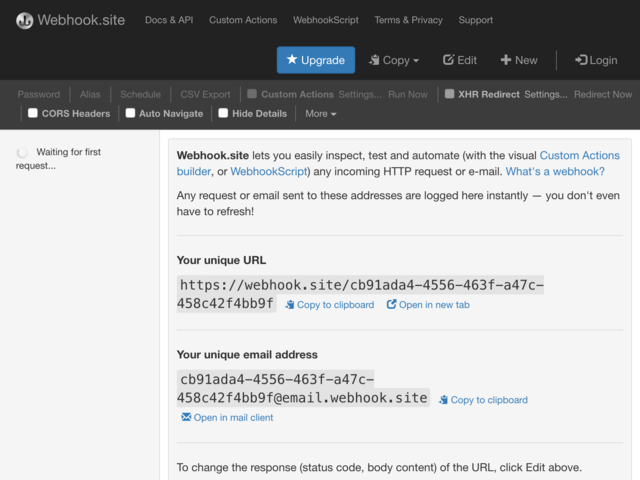 Webhook.site Docs & API Custom Actions WebhookScript Terms & Privacy Support
Upgrade Copy Edit New Login
Password Alias Schedule CSV Export Custom Actions Settings... Run Now XHR Redirect Settings... Redirect Now
CORS Headers Auto Navigate Hide Details More
Waiting for first
request...
Webhook.site lets you easily inspect, test and automate (with the visual Custom Actions
builder, or WebhookScript) any incoming HTTP request or e-mail. What's a webhook?
Any request or email sent to these addresses are logged here instantly — you don't even
have to refresh!
Your unique URL
https://webhook.site/cb91ada4-4556-463f-a47c-
458c42f4bb9f Copy to clipboard Open in new tab
Your unique email address
cb91ada4-4556-463f-a47c-
458c42f4bb9f@email.webhook.site Copy to clipboard
Open in mail client
To change the response (status code, body content) of the URL, click Edit above.